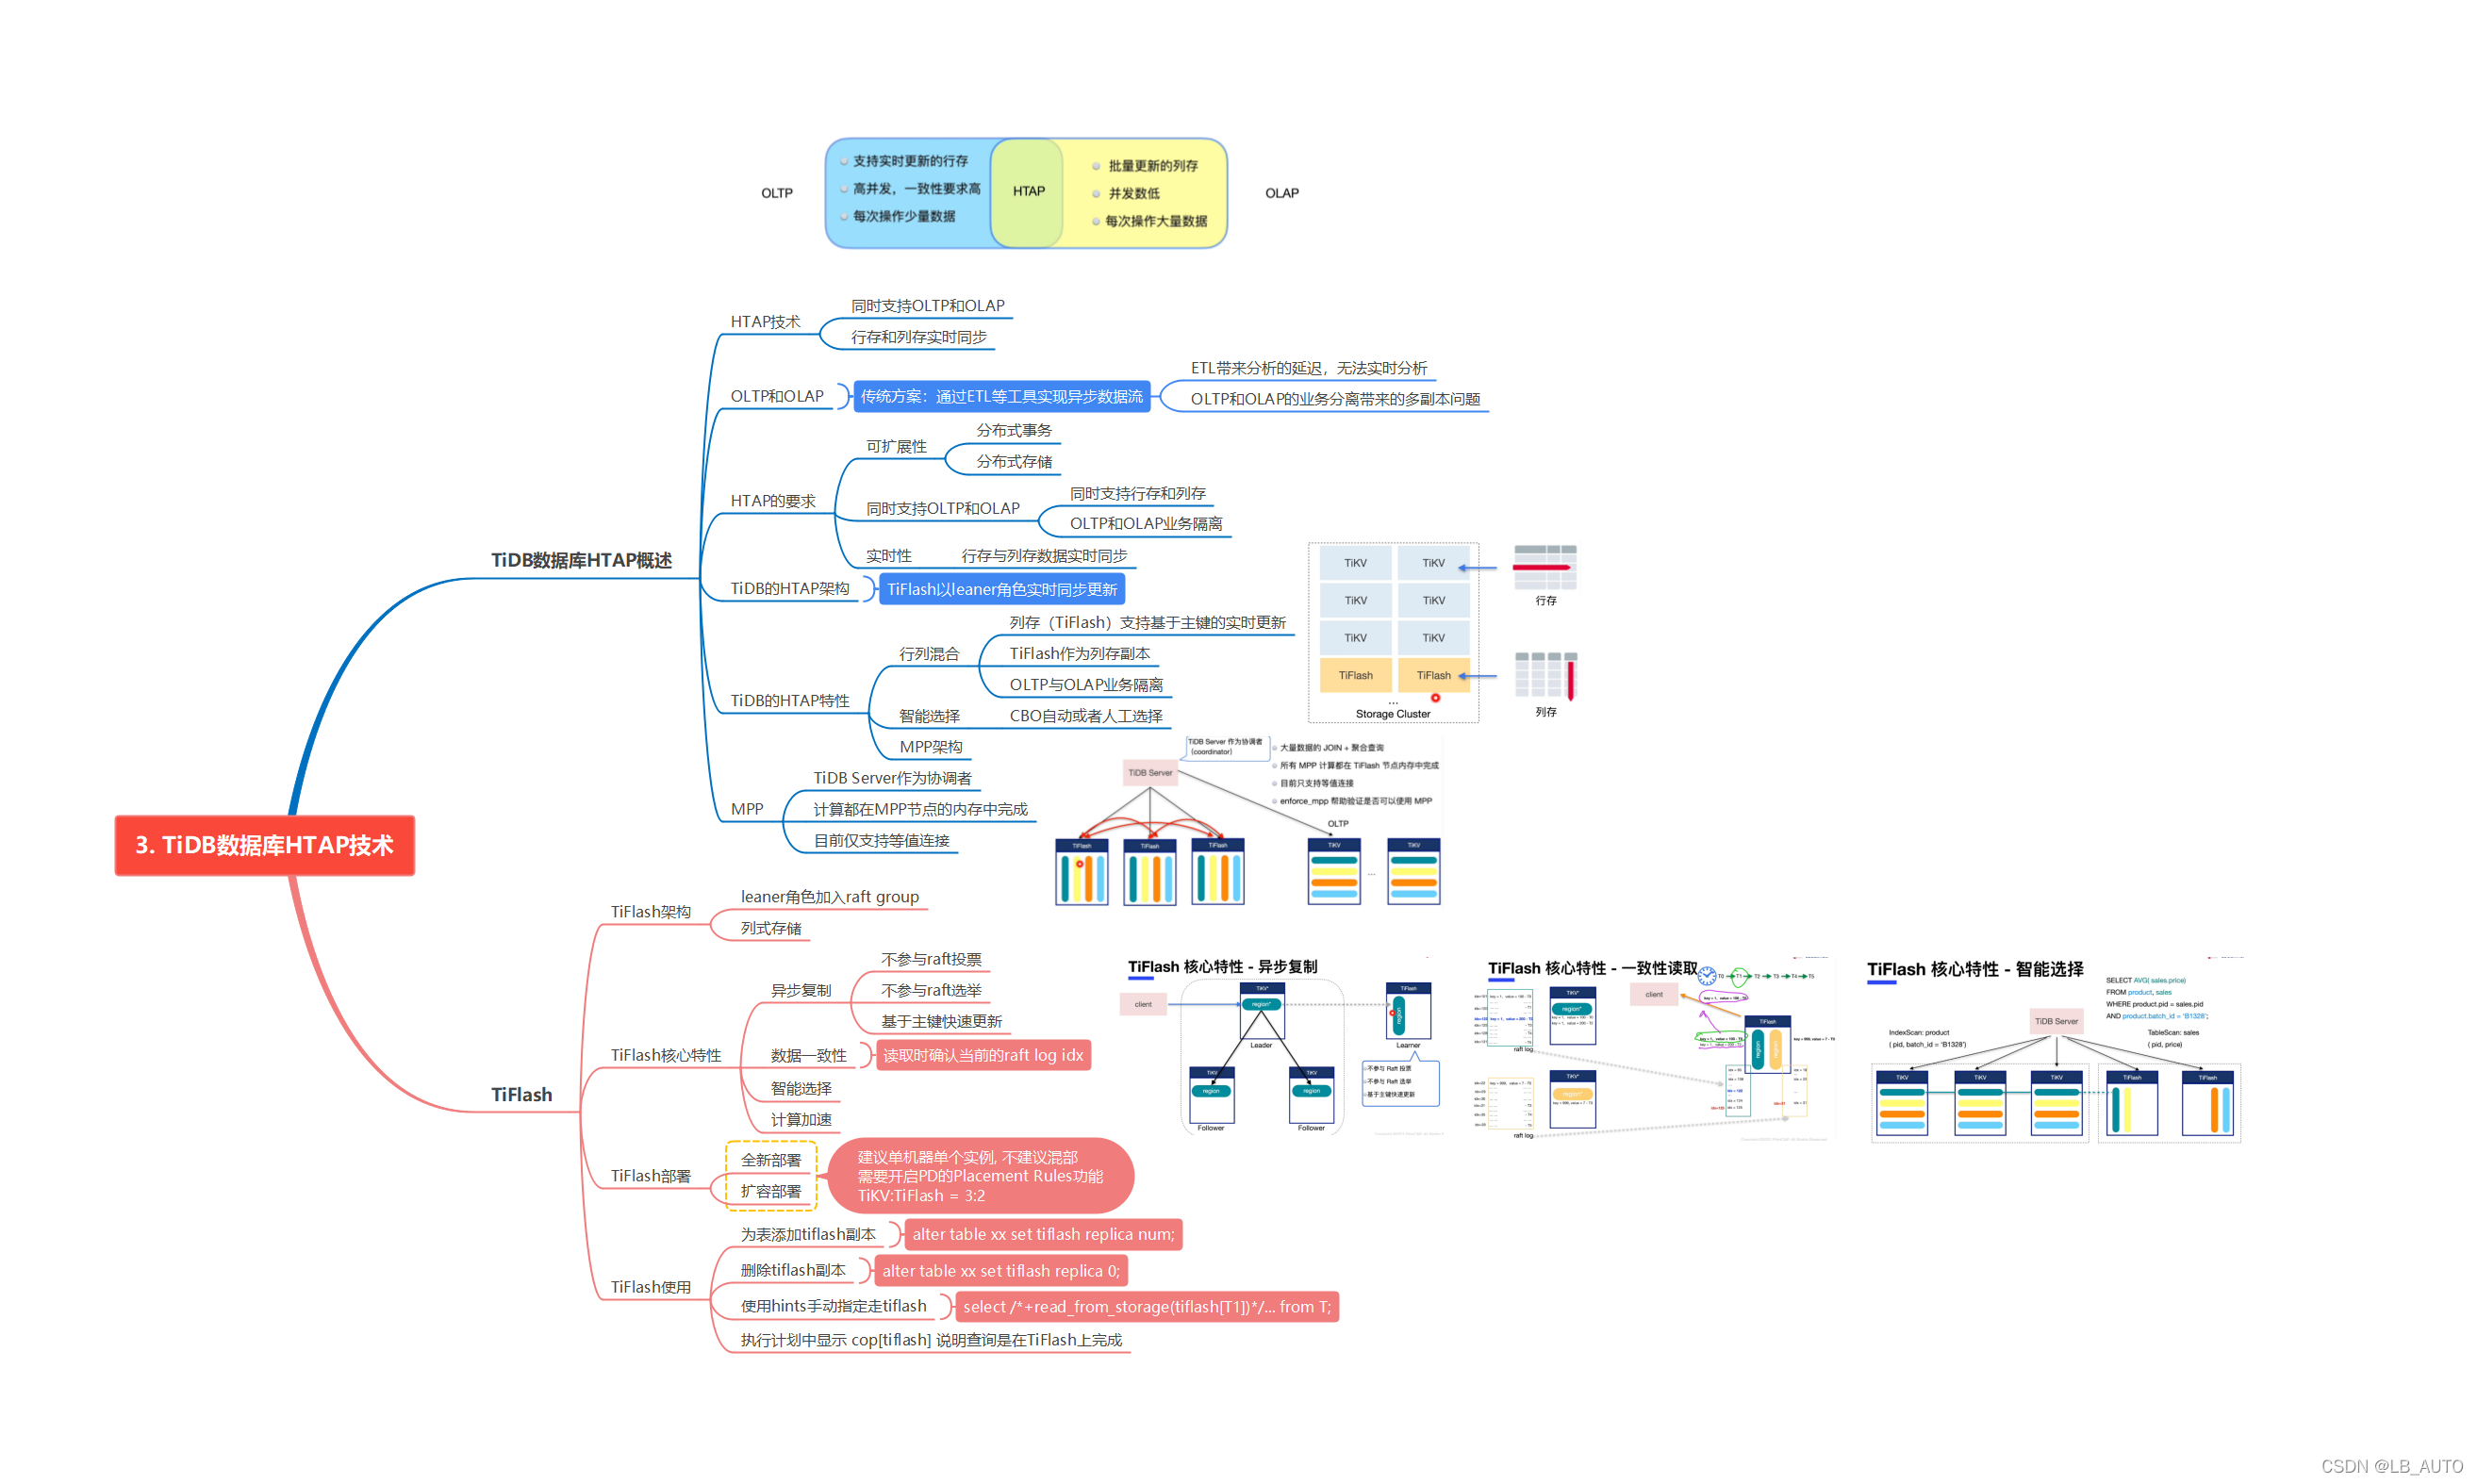 OLTP
支持实时更新的行存
高并发，一致性要求高
每次操作少量数据
HTAP
批量更新的列存
并发数低
每次操作大量数据
OLAP
3. TiDB数据库HTAP技术
TiDB数据库HTAP概述
HTAP技术
同时支持OLTP和OLAP
行存和列存实时同步
OLTP和OLAP
传统方案：通过ETL等工具实现异步数据流
ETL带来分析的延迟，无法实时分析
OLTP和OLAP的业务分离带来的多副本问题
HTAP的要求
可扩展性
分布式事务
分布式存储
同时支持OLTP和OLAP
同时支持行存和列存
OLTP和OLAP业务隔离
实时性
行存与列存数据实时同步
TiDB的HTAP架构
TiFlash以leaner角色实时同步更新
TiDB的HTAP特性
行列混合
列存（TiFlash）支持基于主键的实时更新
TiFlash作为列存副本
OLTP与OLAP业务隔离
智能选择
CBO自动或者人工选择
MPP架构
MPP
TiDB Server作为协调者
计算都在MPP节点的内存中完成
目前仅支持等值连接
TiKV TiKV
TiKV TiKV
TiKV TiKV
TiFlash TiFlash
...
Storage Cluster
行存
列存
TiDB Server 作为协调者
（coordinator）
TiDB Server
大量数据的 JOIN + 聚合查询
所有 MPP 计算都在 TiFlash 节点内存中完成
目前只支持等值连接
enforce_mpp 帮助验证是否可以使用 MPP
OLTP
TiFlash TiFlash TiFlash TiKV ... TiKV
TiFlash
TiFlash架构
leaner角色加入raft group
列式存储
TiFlash核心特性
异步复制
不参与raft投票
不参与raft选举
基于主键快速更新
数据一致性
读取时确认当前的raft log idx
智能选择
计算加速
TiFlash部署
全新部署
扩容部署
建议单机器单个实例, 不建议混部
需要开启PD的Placement Rules功能
TiKV:TiFlash = 3:2
TiFlash使用
为表添加tiflash副本
alter table xx set tiflash replica num;
删除tiflash副本
alter table xx set tiflash replica 0;
使用hints手动指定走tiflash
select /*+read_from_storage(tiflash[T1])*/... from T;
执行计划中显示 cop[tiflash] 说明查询是在TiFlash上完成
TiFlash 核心特性 - 异步复制
client
TiKV*
region*
Leader
TiFlash
region
Learner
TiKV
region
Follower
TiKV
region
Follower
不参与 Raft 投票
不参与 Raft 选举
基于主键快速更新
TiFlash 核心特性 - 一致性读取
T0 T1 T2 T3 T4 T5
client
TiKV*
region*
raft log
TiFlash
region region
TiKV*
region*
raft log
TiFlash 核心特性 - 智能选择
SELECT AVG( sales.price)
FROM product, sales
WHERE product.pid = sales.pid
AND product.batch_id = 'B1328';
TiDB Server
IndexScan: product
( pid, batch_id = 'B1328')
TableScan: sales
( pid, price)
TiKV TiKV TiKV TiFlash TiFlash
CSDN @LB_AUTO